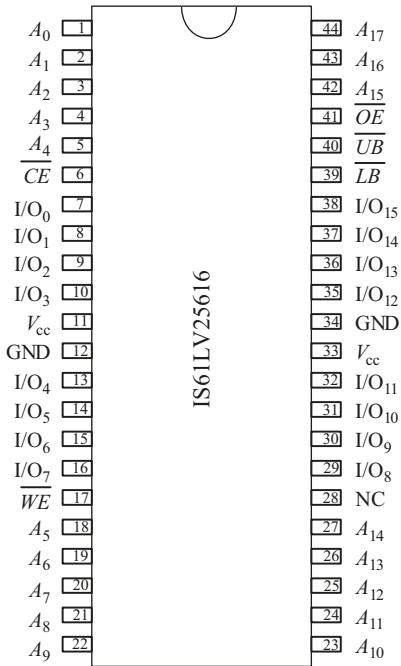 A0 1 44 A17
A1 2 43 A16
A2 3 42 A15
A3 4 41 OE
A4 5 40 UB
CE 6 39 LB
I/O0 7 38 I/O15
I/O1 8 37 I/O14
I/O2 9 36 I/O13
I/O3 10 35 I/O12
Vcc 11 34 GND
GND 12 33 Vcc
I/O4 13 32 I/O11
I/O5 14 31 I/O10
I/O6 15 30 I/O9
I/O7 16 29 I/O8
WE 17 28 NC
A5 18 27 A14
A6 19 26 A13
A7 20 25 A12
A8 21 24 A11
A9 22 23 A10
IS61LV25616